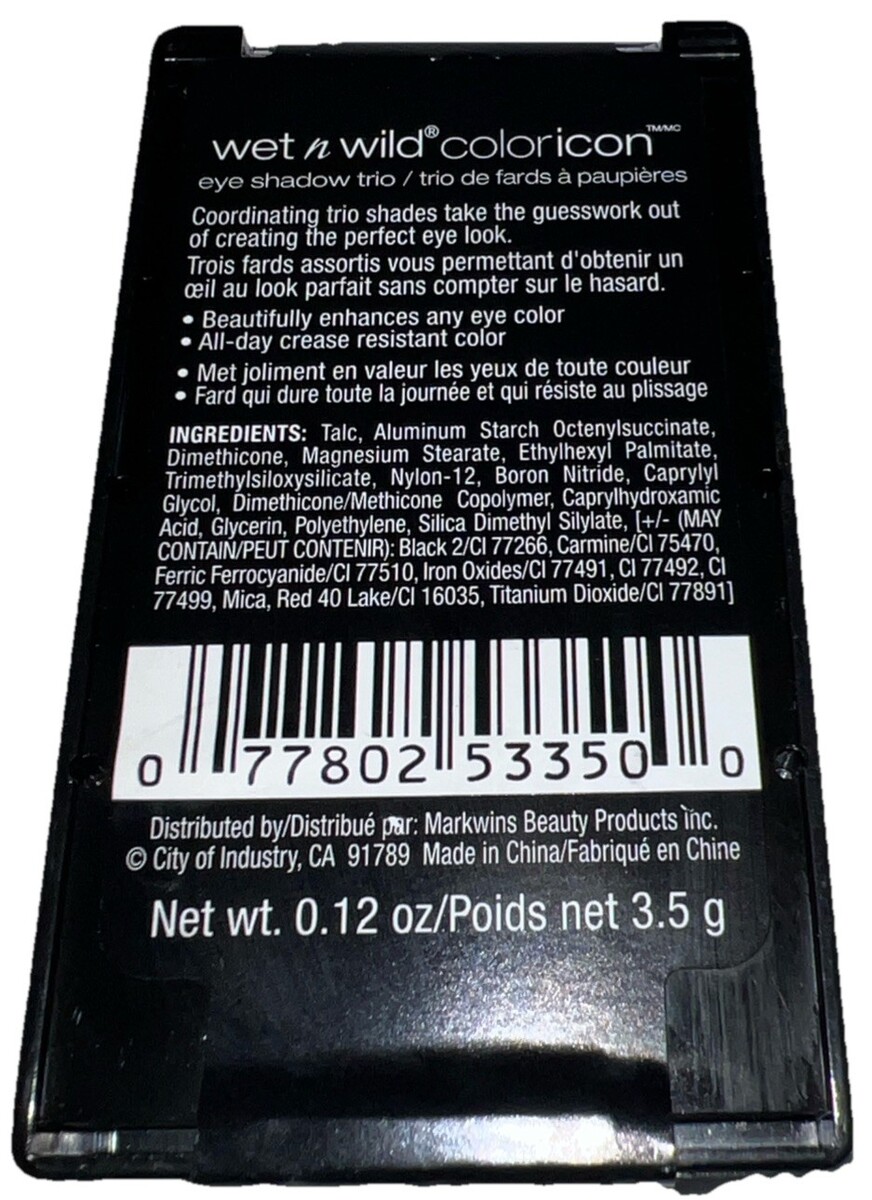 wet n wild® coloricon™/MC
eye shadow trio / trio de fards à paupières
Coordinating trio shades take the guesswork out
of creating the perfect eye look.
Trois fards assortis vous permettant d'obtenir un
œil au look parfait sans compter sur le hasard.
• Beautifully enhances any eye color
• All-day crease resistant color
• Met joliment en valeur les yeux de toute couleur
• Fard qui dure toute la journée et qui résiste au plissage
INGREDIENTS: Talc, Aluminum Starch Octenylsuccinate,
Dimethicone, Magnesium Stearate, Ethylhexyl Palmitate,
Trimethylsiloxysilicate, Nylon-12, Boron Nitride, Caprylyl
Glycol, Dimethicone/Methicone Copolymer, Caprylhydroxamic
Acid, Glycerin, Polyethylene, Silica Dimethyl Silylate, [+/- (MAY
CONTAIN/PEUT CONTENIR): Black 2/CI 77266, Carmine/CI 75470,
Ferric Ferrocyanide/CI 77510, Iron Oxides/CI 77491, CI 77492, CI
77499, Mica, Red 40 Lake/CI 16035, Titanium Dioxide/CI 77891]
0 77802 53350 0
Distributed by/Distribué par: Markwins Beauty Products inc.
© City of Industry, CA 91789 Made in China/Fabriqué en Chine
Net wt. 0.12 oz/Poids net 3.5 g